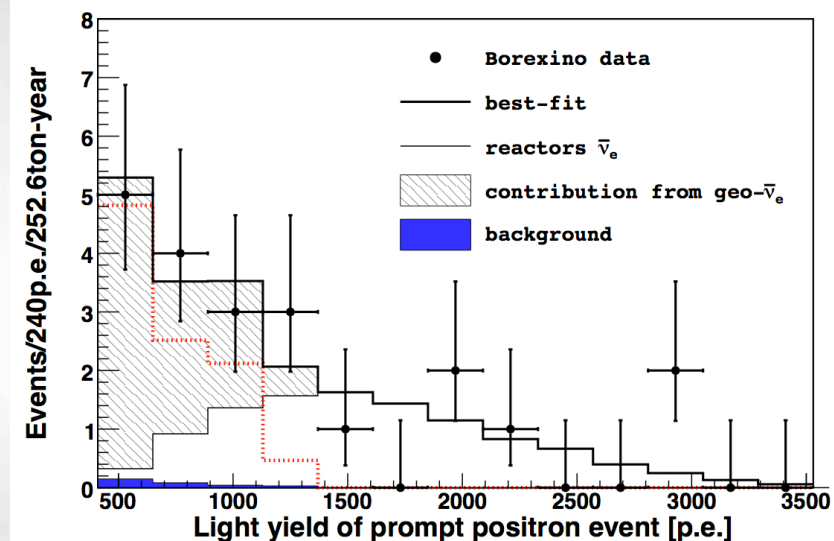 Events/240p.e./252.6ton-year
8
7
6
5
4
3
2
1
0
Borexino data
best-fit
reactors ν̄e
contribution from geo-ν̄e
background
500 1000 1500 2000 2500 3000 3500
Light yield of prompt positron event [p.e.]